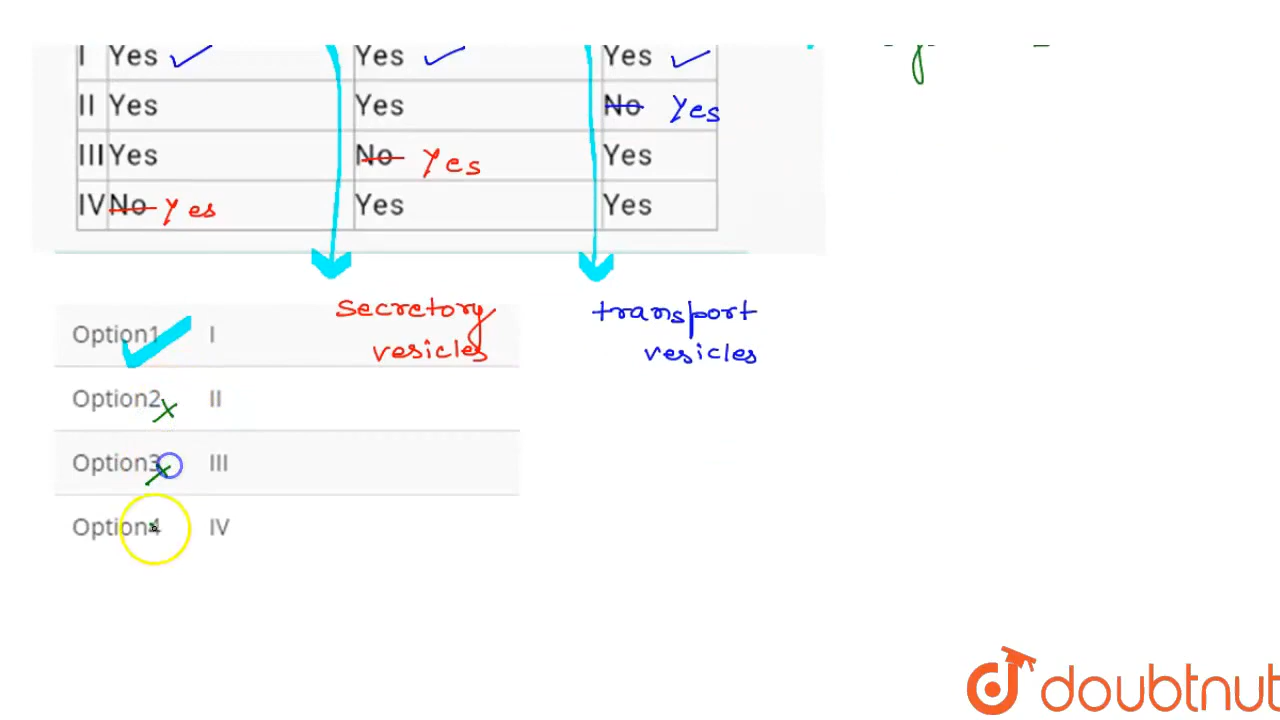 I Yes Yes Yes
II Yes Yes No Yes
III Yes No Yes Yes
IV No Yes Yes Yes
secretory transport
vesicles vesicles
Option1 I
Option2 II
Option3 III
Option4 IV
doubtnut